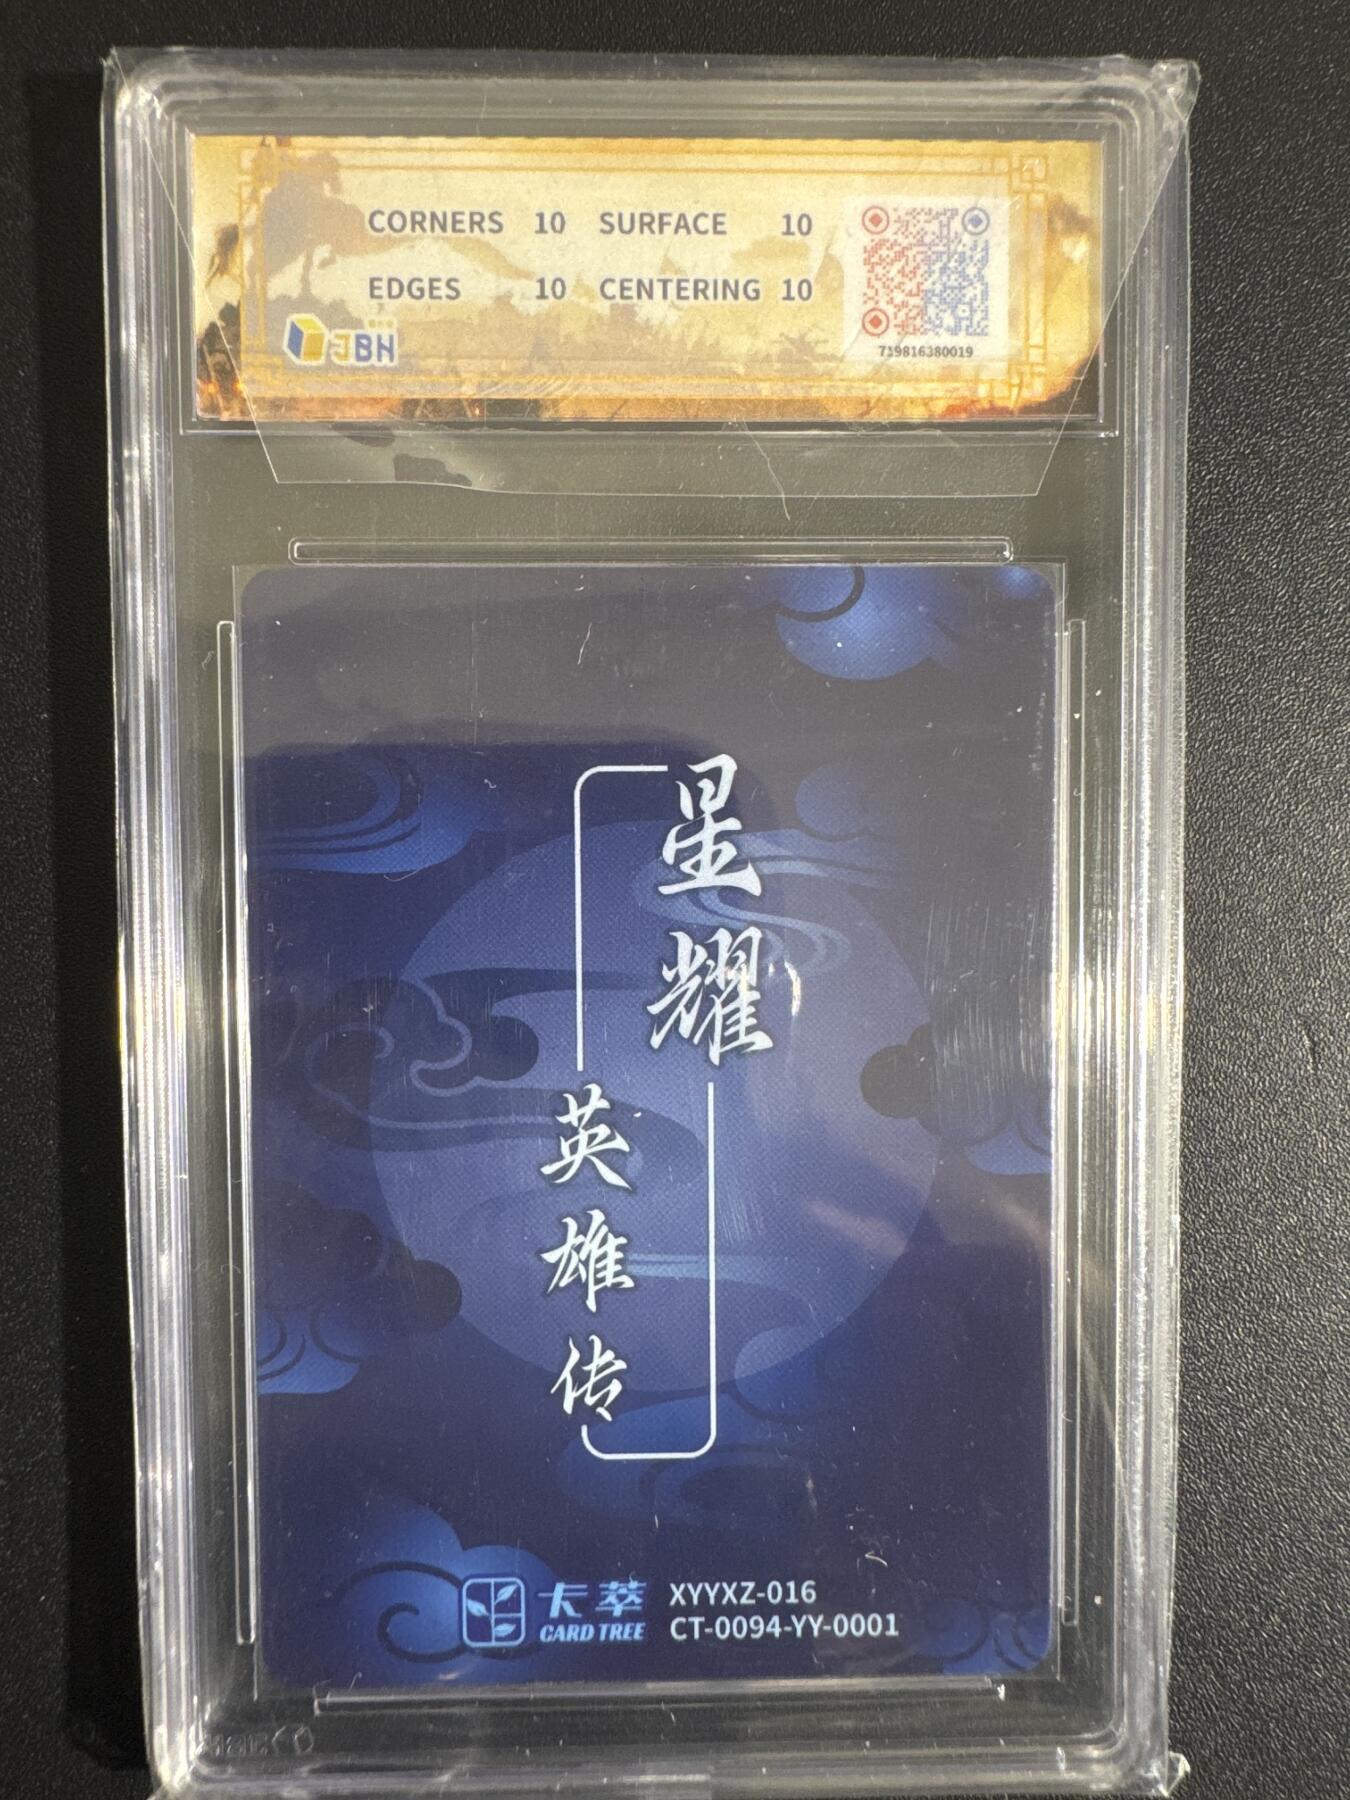 CORNERS 10 SURFACE 10
EDGES 10 CENTERING 10
JBH
719816380019
星耀
英雄传
卡萃
CARD TREE
XYYXZ-016
CT-0094-YY-0001